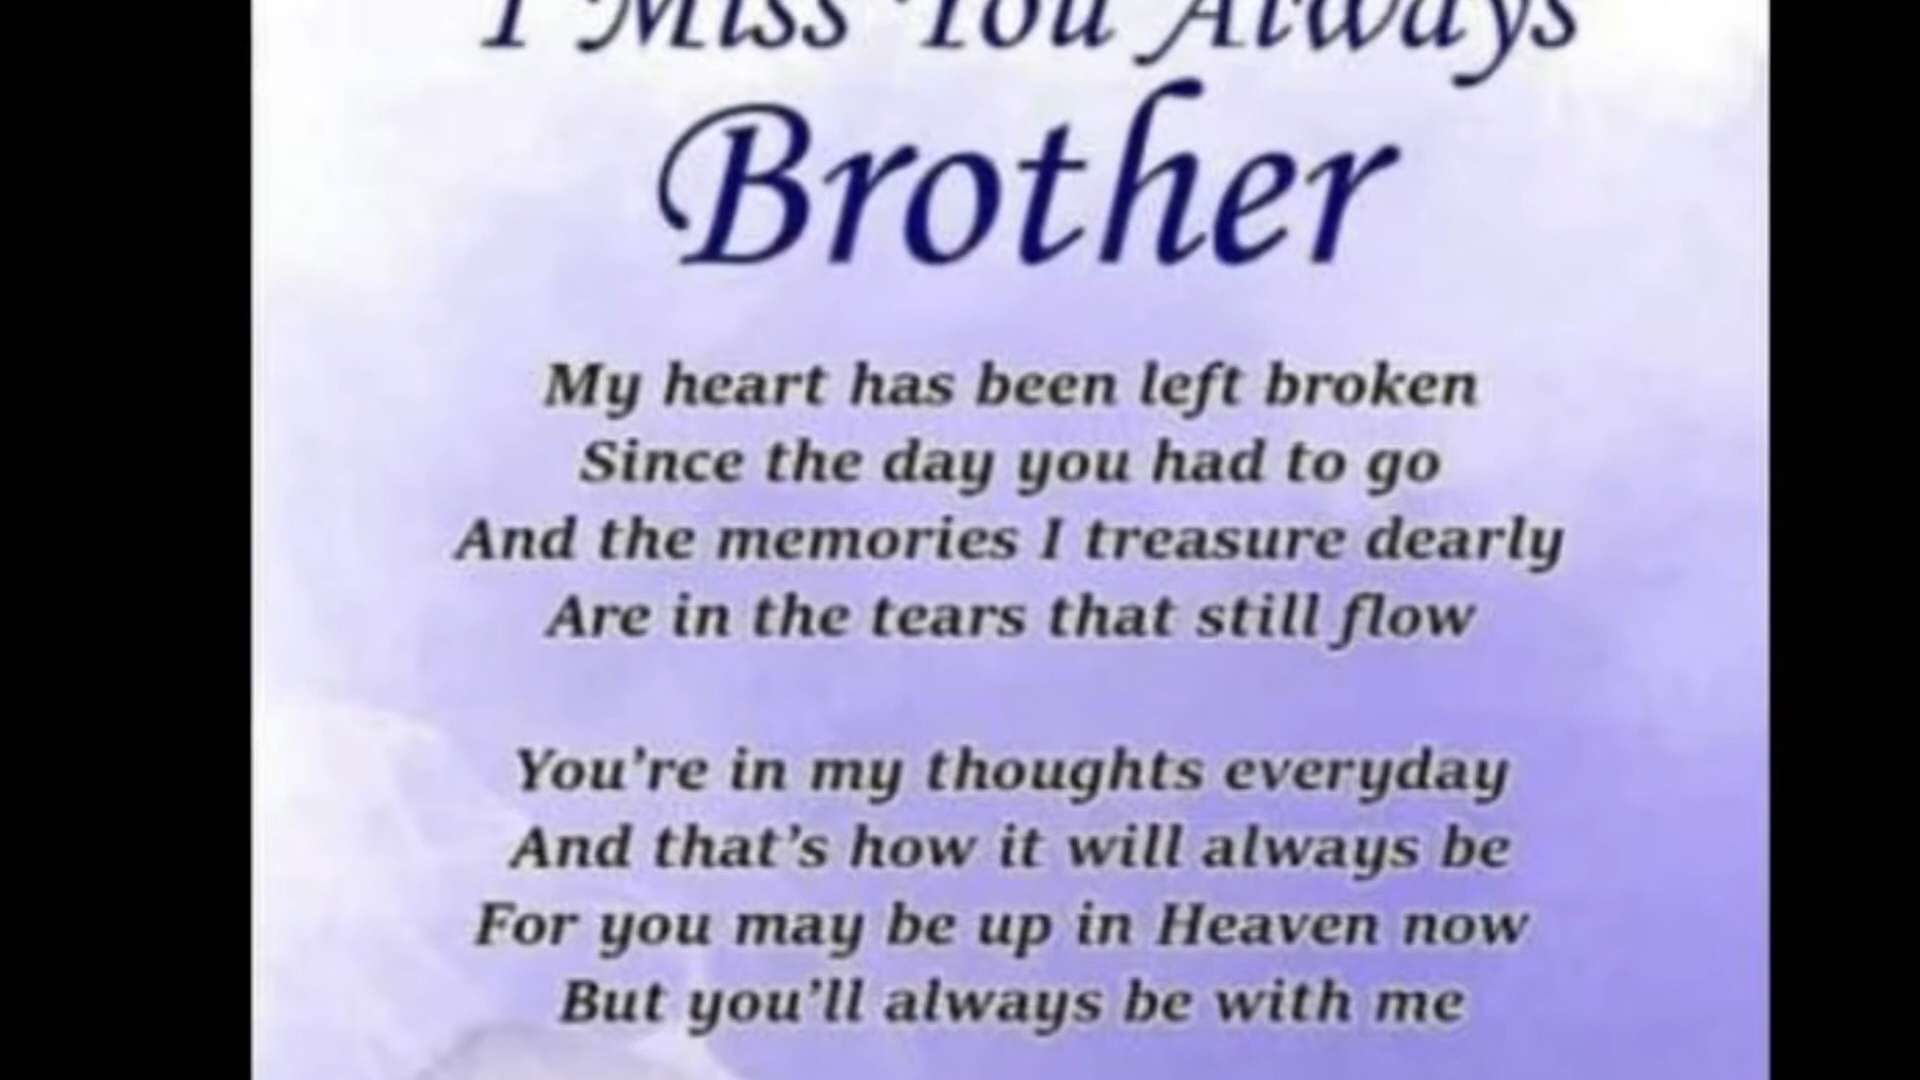 I Miss You Always
Brother
My heart has been left broken
Since the day you had to go
And the memories I treasure dearly
Are in the tears that still flow
You're in my thoughts everyday
And that's how it will always be
For you may be up in Heaven now
But you'll always be with me